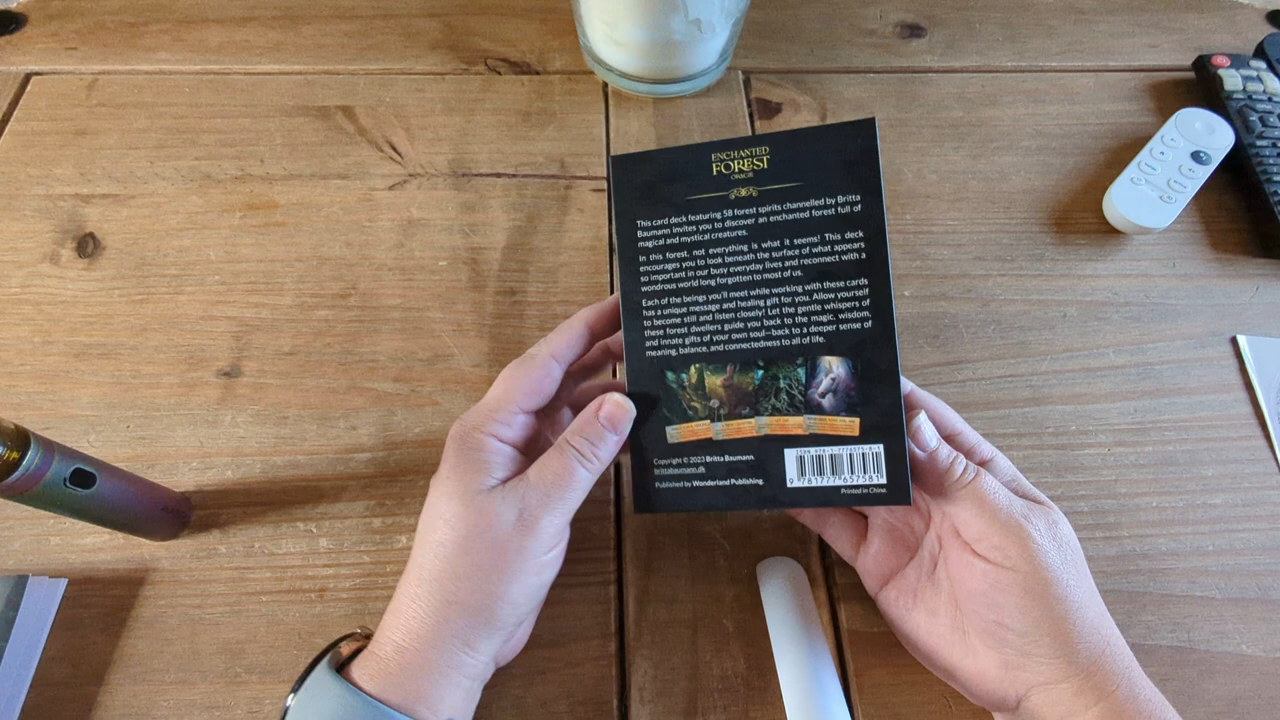 ENCHANTED
FOREST
ORACLE
This card deck featuring 58 forest spirits channelled by Britta
Baumann invites you to discover an enchanted forest full of
magical and mystical creatures.
In this forest, not everything is what it seems! This deck
encourages you to look beneath the surface of what appears
so important in our busy everyday lives and reconnect with a
wondrous world long forgotten to most of us.
Each of the beings you'll meet while working with these cards
has a unique message and healing gift for you. Allow yourself
to become still and listen closely! Let the gentle whispers of
these forest dwellers guide you back to the magic, wisdom,
and innate gifts of your own soul—back to a deeper sense of
meaning, balance, and connectedness to all of life.
Copyright © 2023 Britta Baumann.
brittabaumann.dk
Published by Wonderland Publishing.
ISBN 978-1-7776575-8-1
9 781777 657581
Printed in China.